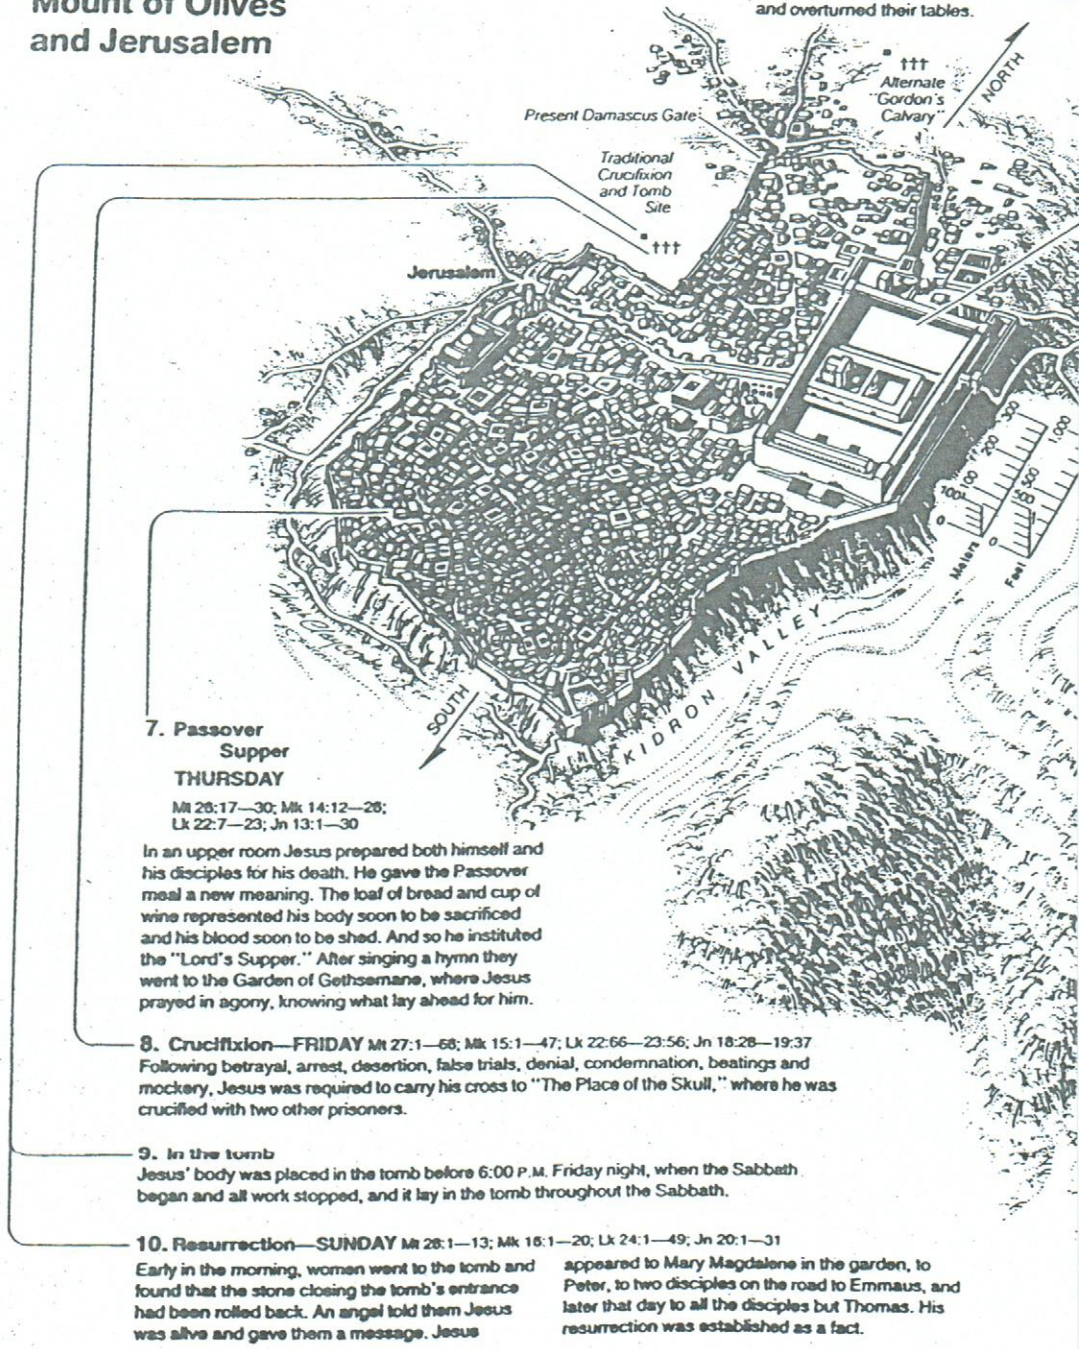 Mount of Olives
and Jerusalem
and overturned their tables.
†††
Alternate
"Gordon's
Calvary"
NORTH
Present Damascus Gate
Traditional
Crucifixion
and Tomb
Site
†††
Jerusalem
Meters
0
100
200
Feet
0
500
1,000
KIDRON VALLEY
SOUTH
7. Passover
Supper
THURSDAY
Mt 26:17—30; Mk 14:12—26;
Lk 22:7—23; Jn 13:1—30
In an upper room Jesus prepared both himself and
his disciples for his death. He gave the Passover
meal a new meaning. The loaf of bread and cup of
wine represented his body soon to be sacrificed
and his blood soon to be shed. And so he instituted
the "Lord's Supper." After singing a hymn they
went to the Garden of Gethsemane, where Jesus
prayed in agony, knowing what lay ahead for him.
8. Crucifixion—FRIDAY Mt 27:1—66; Mk 15:1—47; Lk 22:66—23:56; Jn 18:28—19:37
Following betrayal, arrest, desertion, false trials, denial, condemnation, beatings and
mockery, Jesus was required to carry his cross to "The Place of the Skull," where he was
crucified with two other prisoners.
9. In the tomb
Jesus' body was placed in the tomb before 6:00 P.M. Friday night, when the Sabbath
began and all work stopped, and it lay in the tomb throughout the Sabbath.
10. Resurrection—SUNDAY Mt 28:1—13; Mk 16:1—20; Lk 24:1—49; Jn 20:1—31
Early in the morning, women went to the tomb and
found that the stone closing the tomb's entrance
had been rolled back. An angel told them Jesus
was alive and gave them a message. Jesus
appeared to Mary Magdalene in the garden, to
Peter, to two disciples on the road to Emmaus, and
later that day to all the disciples but Thomas. His
resurrection was established as a fact.